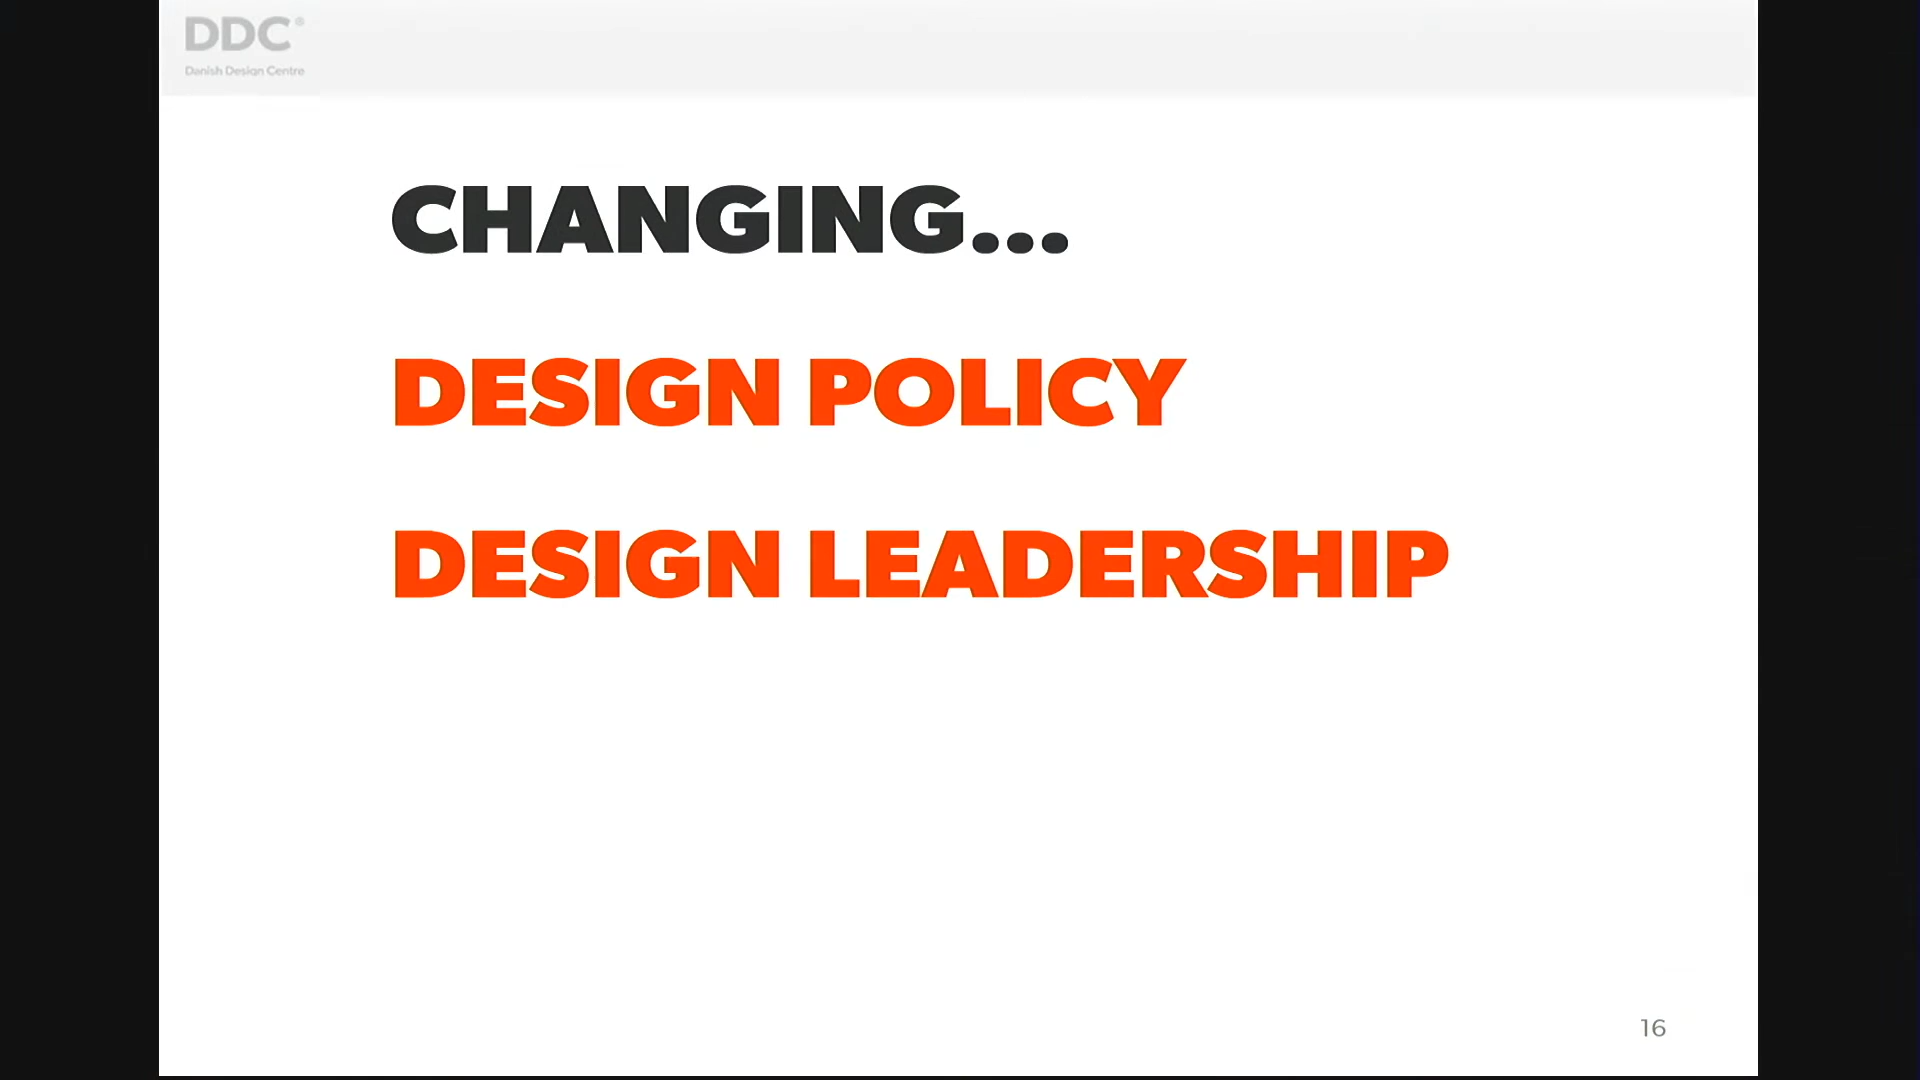 DDC®
Danish Design Centre
CHANGING...
DESIGN POLICY
DESIGN LEADERSHIP
16